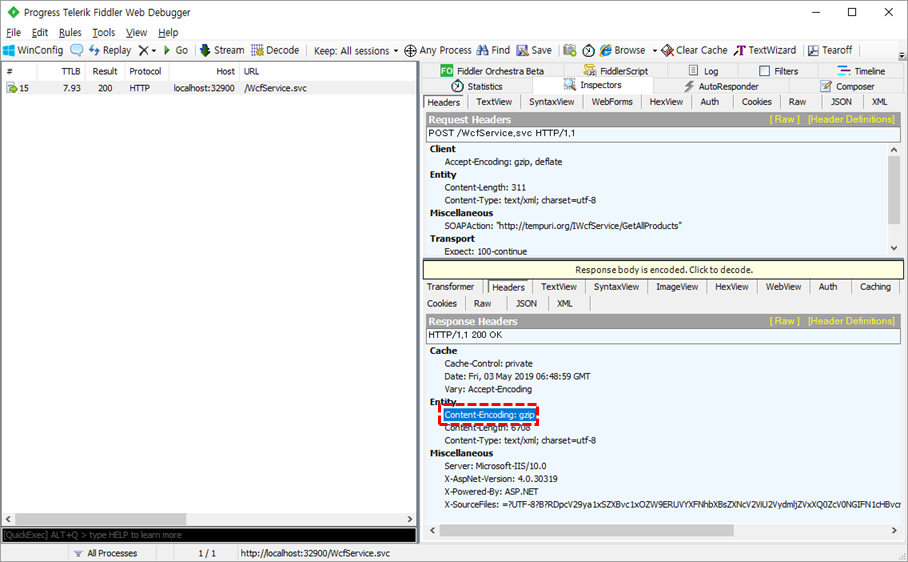 Progress Telerik Fiddler Web Debugger
File Edit Rules Tools View Help
WinConfig Replay Go Stream Decode Keep: All sessions Any Process Find Save Browse Clear Cache TextWizard Tearoff
# TTLB Result Protocol Host URL
15 7.93 200 HTTP localhost:32900 /WcfService.svc
FO Fiddler Orchestra Beta FiddlerScript Log Filters Timeline
Statistics Inspectors AutoResponder Composer
Headers TextView SyntaxView WebForms HexView Auth Cookies Raw JSON XML
Request Headers [ Raw ] [Header Definitions]
POST /WcfService.svc HTTP/1.1
Client
Accept-Encoding: gzip, deflate
Entity
Content-Length: 311
Content-Type: text/xml; charset=utf-8
Miscellaneous
SOAPAction: "http://tempuri.org/IWcfService/GetAllProducts"
Transport
Expect: 100-continue
Response body is encoded. Click to decode.
Transformer Headers TextView SyntaxView ImageView HexView WebView Auth Caching
Cookies Raw JSON XML
Response Headers [ Raw ] [Header Definitions]
HTTP/1.1 200 OK
Cache
Cache-Control: private
Date: Fri, 03 May 2019 06:48:59 GMT
Vary: Accept-Encoding
Entity
Content-Encoding: gzip
Content-Length: 6708
Content-Type: text/xml; charset=utf-8
Miscellaneous
Server: Microsoft-IIS/10.0
X-AspNet-Version: 4.0.30319
X-Powered-By: ASP.NET
X-SourceFiles:
[QuickExec] ALT+Q > type HELP to learn more
All Processes 1 / 1 http://localhost:32900/WcfService.svc